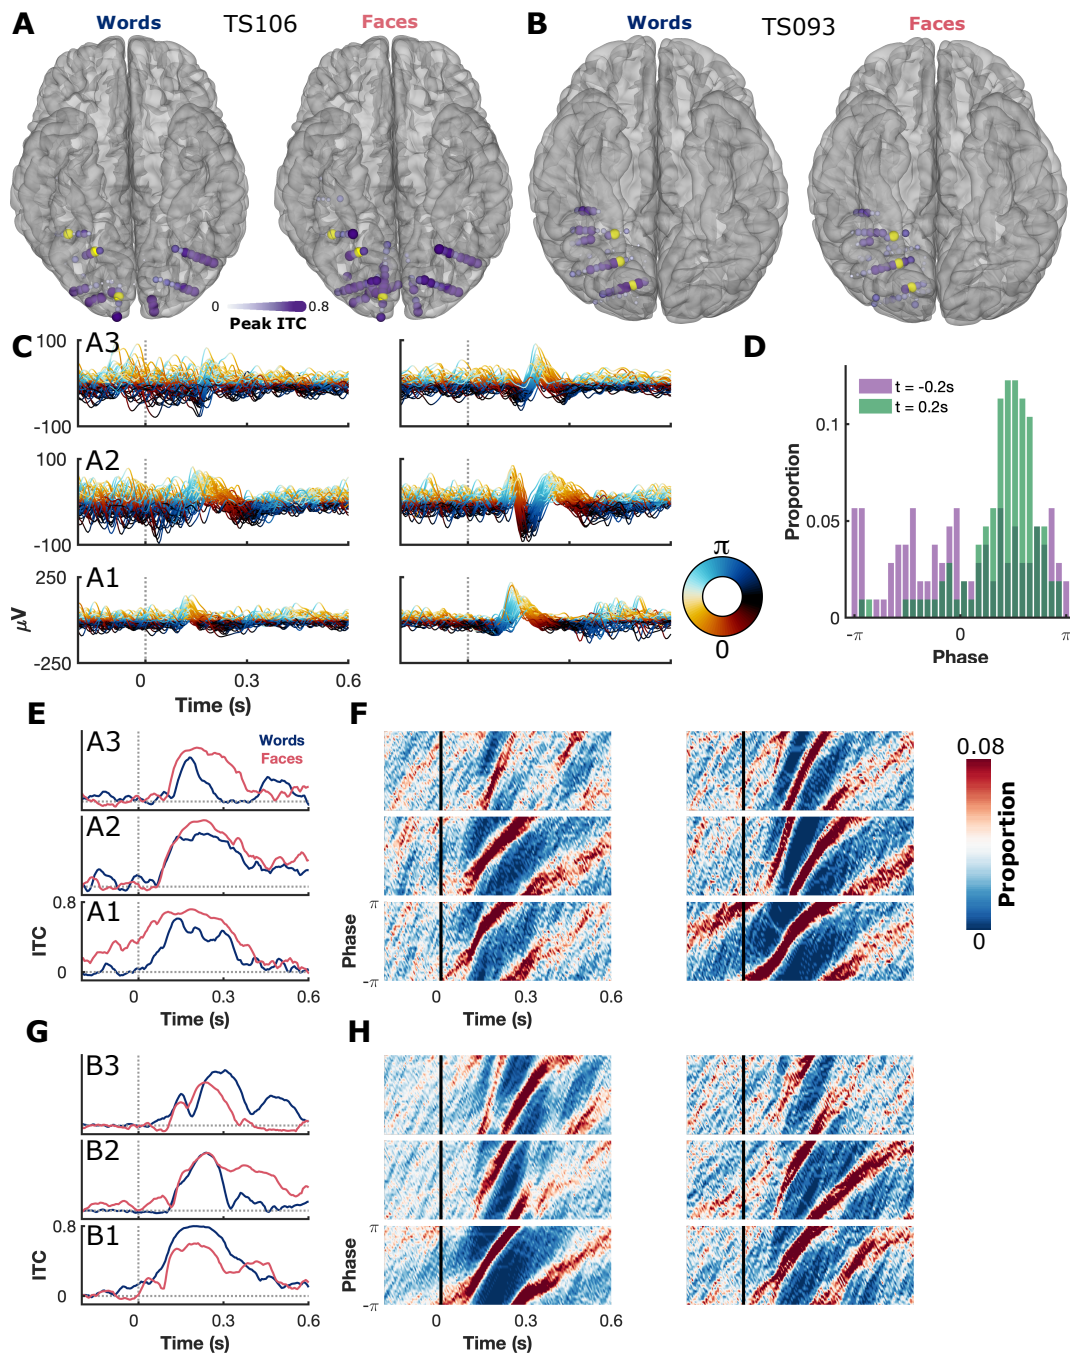 A Words TS106 Faces
B Words TS093 Faces
0 0.8
Peak ITC
C
100 A3
-100
100 A2
-100
250 A1
μV
-250
0 0.6
Time (s)
π
0
D
t = -0.2s
t = 0.2s
0.1
0.05
0
Proportion
-π 0 π
Phase
E
A3 Words
Faces
A2
0.8 A1
ITC
0
0 0.3 0.6
Time (s)
F
π
Phase
-π
0 0.3 0.6
Time (s)
0.08
Proportion
0
G
B3
B2
0.8 B1
ITC
0
0 0.3 0.6
Time (s)
H
π
Phase
-π
0 0.3 0.6
Time (s)